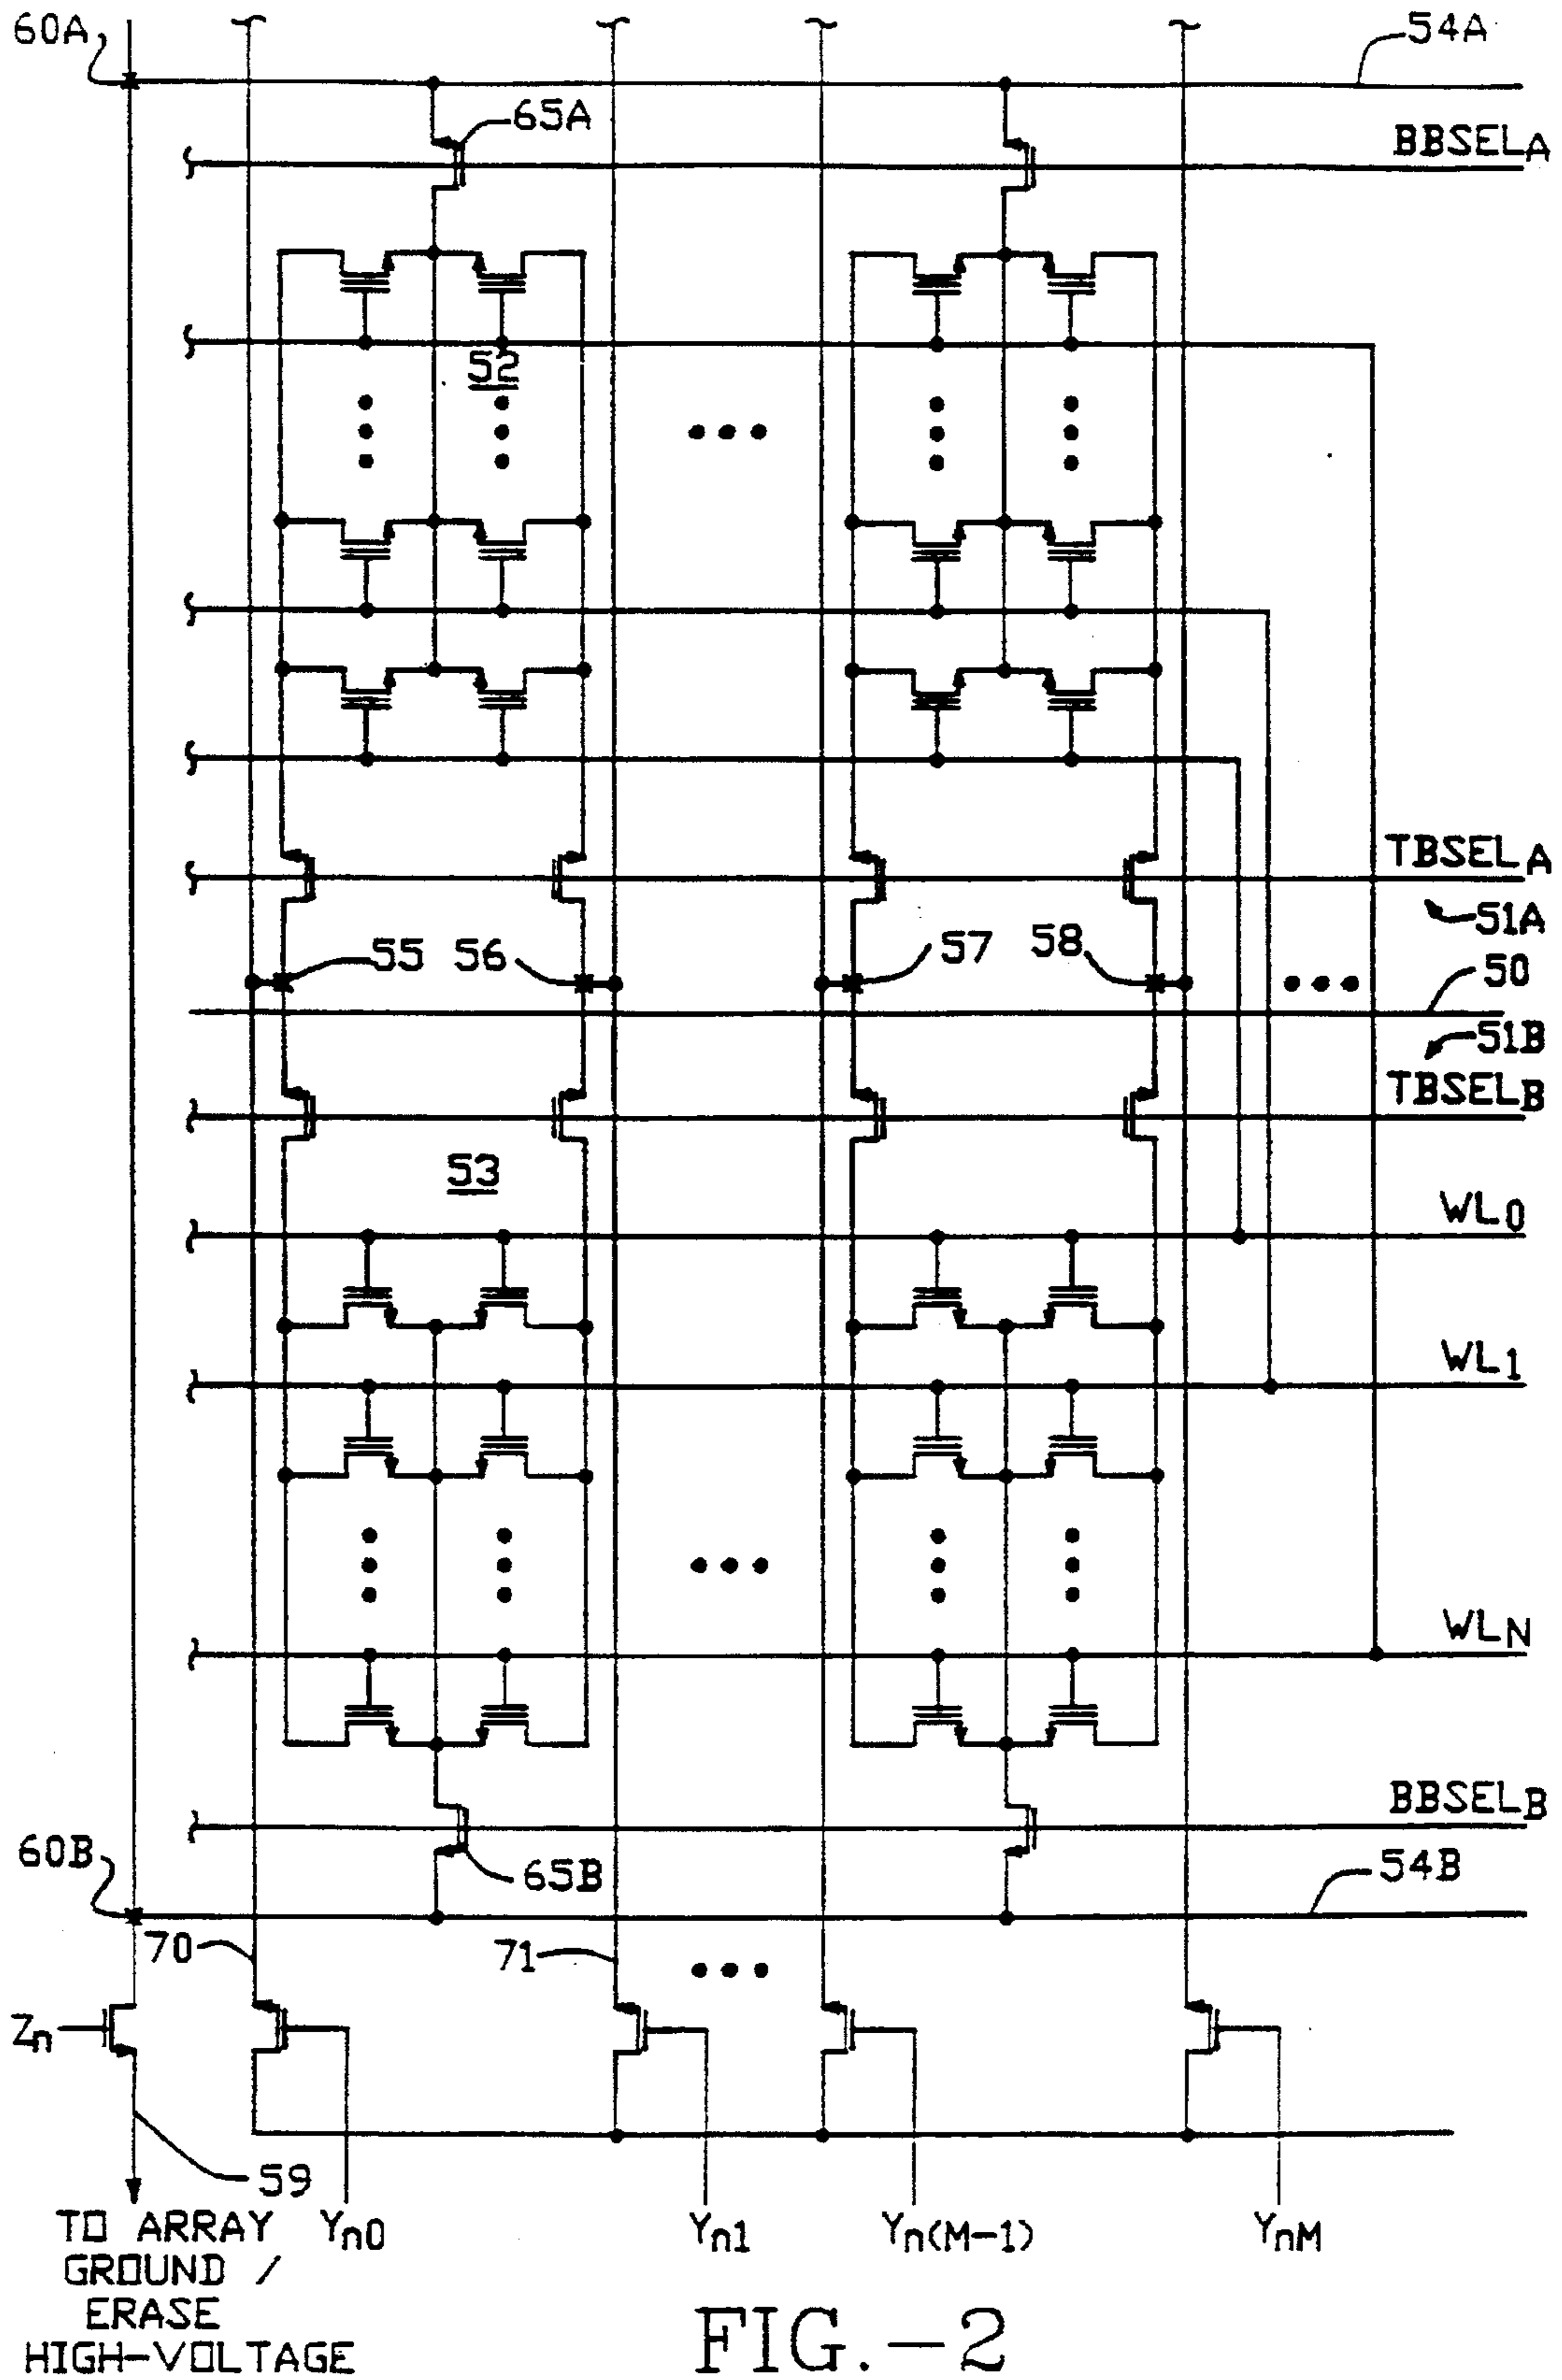 60A
54A
65A
BBSELA
52
TBSELA
51A
55 56 57 58
50
51B
TBSELB
53
WL0
WL1
WLN
BBSELB
60B
65B
54B
70
71
Zn
59
TO ARRAY
GROUND /
ERASE
HIGH-VOLTAGE
Yn0
Yn1
Yn(M-1)
YnM
FIG.-2